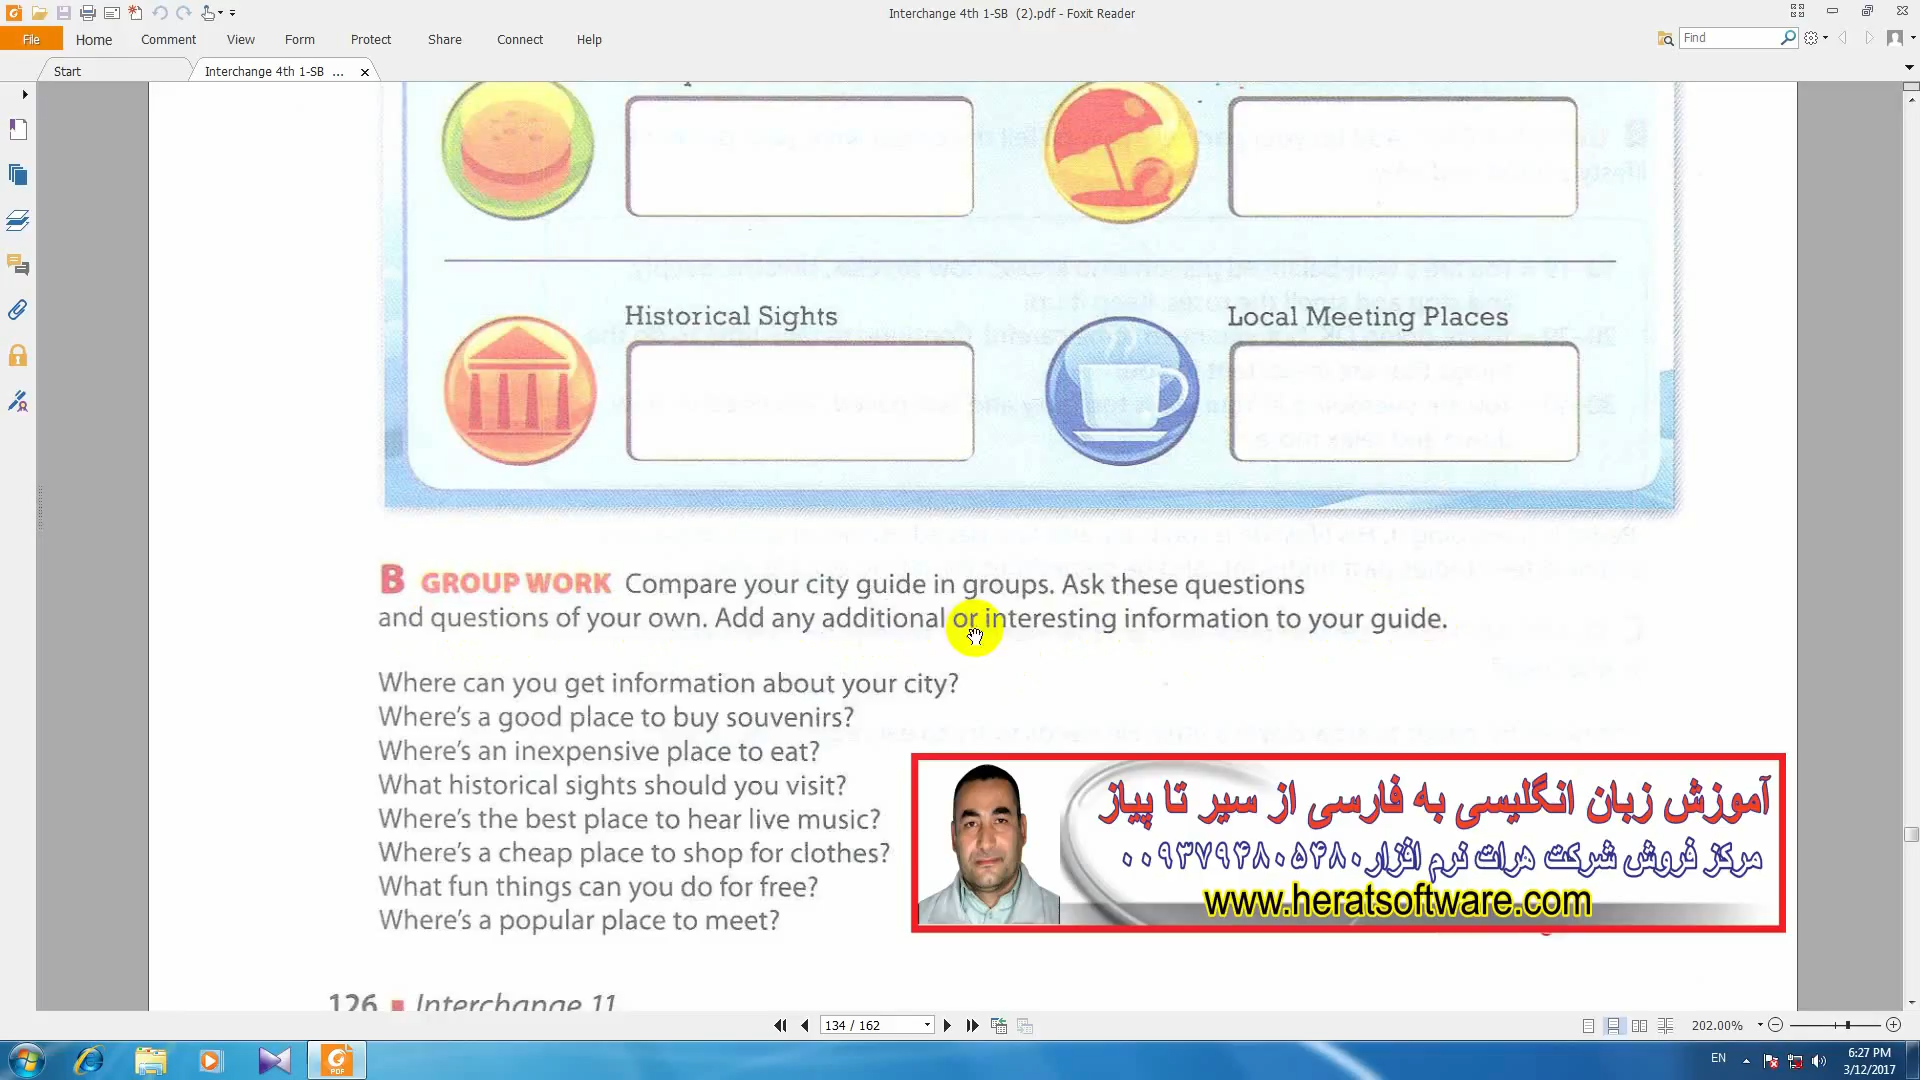 Interchange 4th 1-SB (2).pdf - Foxit Reader
File Home Comment View Form Protect Share Connect Help
Find
Start
Interchange 4th 1-SB ...
Historical Sights
Local Meeting Places
B GROUP WORK Compare your city guide in groups. Ask these questions
and questions of your own. Add any additional or interesting information to your guide.
Where can you get information about your city?
Where's a good place to buy souvenirs?
Where's an inexpensive place to eat?
What historical sights should you visit?
Where's the best place to hear live music?
Where's a cheap place to shop for clothes?
What fun things can you do for free?
Where's a popular place to meet?
آموزش زبان انگلیسی به فارسی از سیر تا پیاز
مرکز فروش شرکت هرات نرم افزار۰۰۹۳۷۹۴۸۰۵۴۸۰
www.heratsoftware.com
126 Interchange 11
134 / 162
202.00%
EN
6:27 PM
3/12/2017